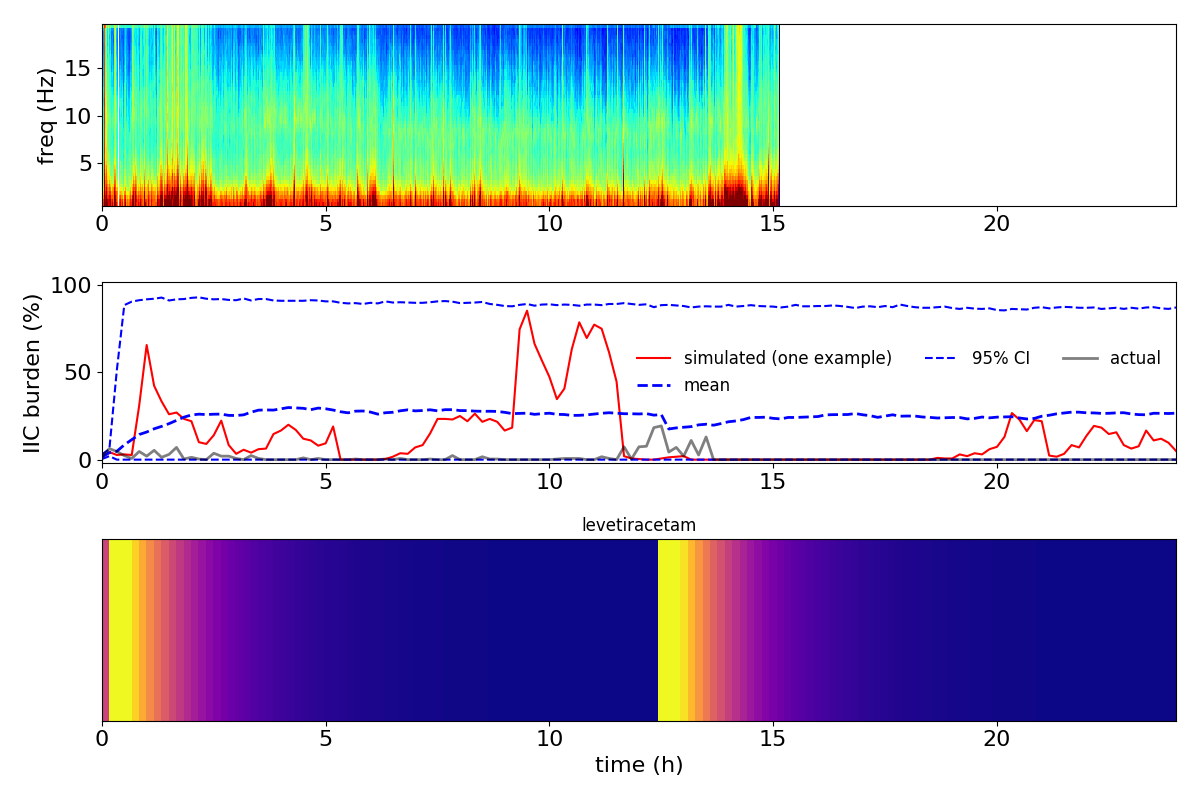 freq (Hz)
15
10
5
0 5 10 15 20
IIC burden (%)
100
50
0
simulated (one example) 95% CI actual
mean
0 5 10 15 20
levetiracetam
0 5 10 15 20
time (h)